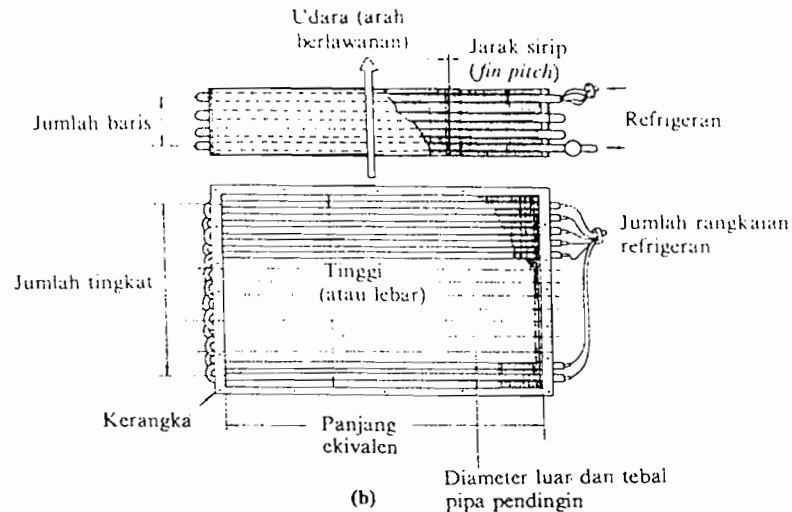 Udara (arah
berlawanan)
Jarak sirip
(fin pitch)
Jumlah baris
Refrigeran
Jumlah rangkaian
refrigeran
Jumlah tingkat
Tinggi
(atau lebar)
Kerangka
Panjang
ekivalen
Diameter luar dan tebal
pipa pendingin
(b)